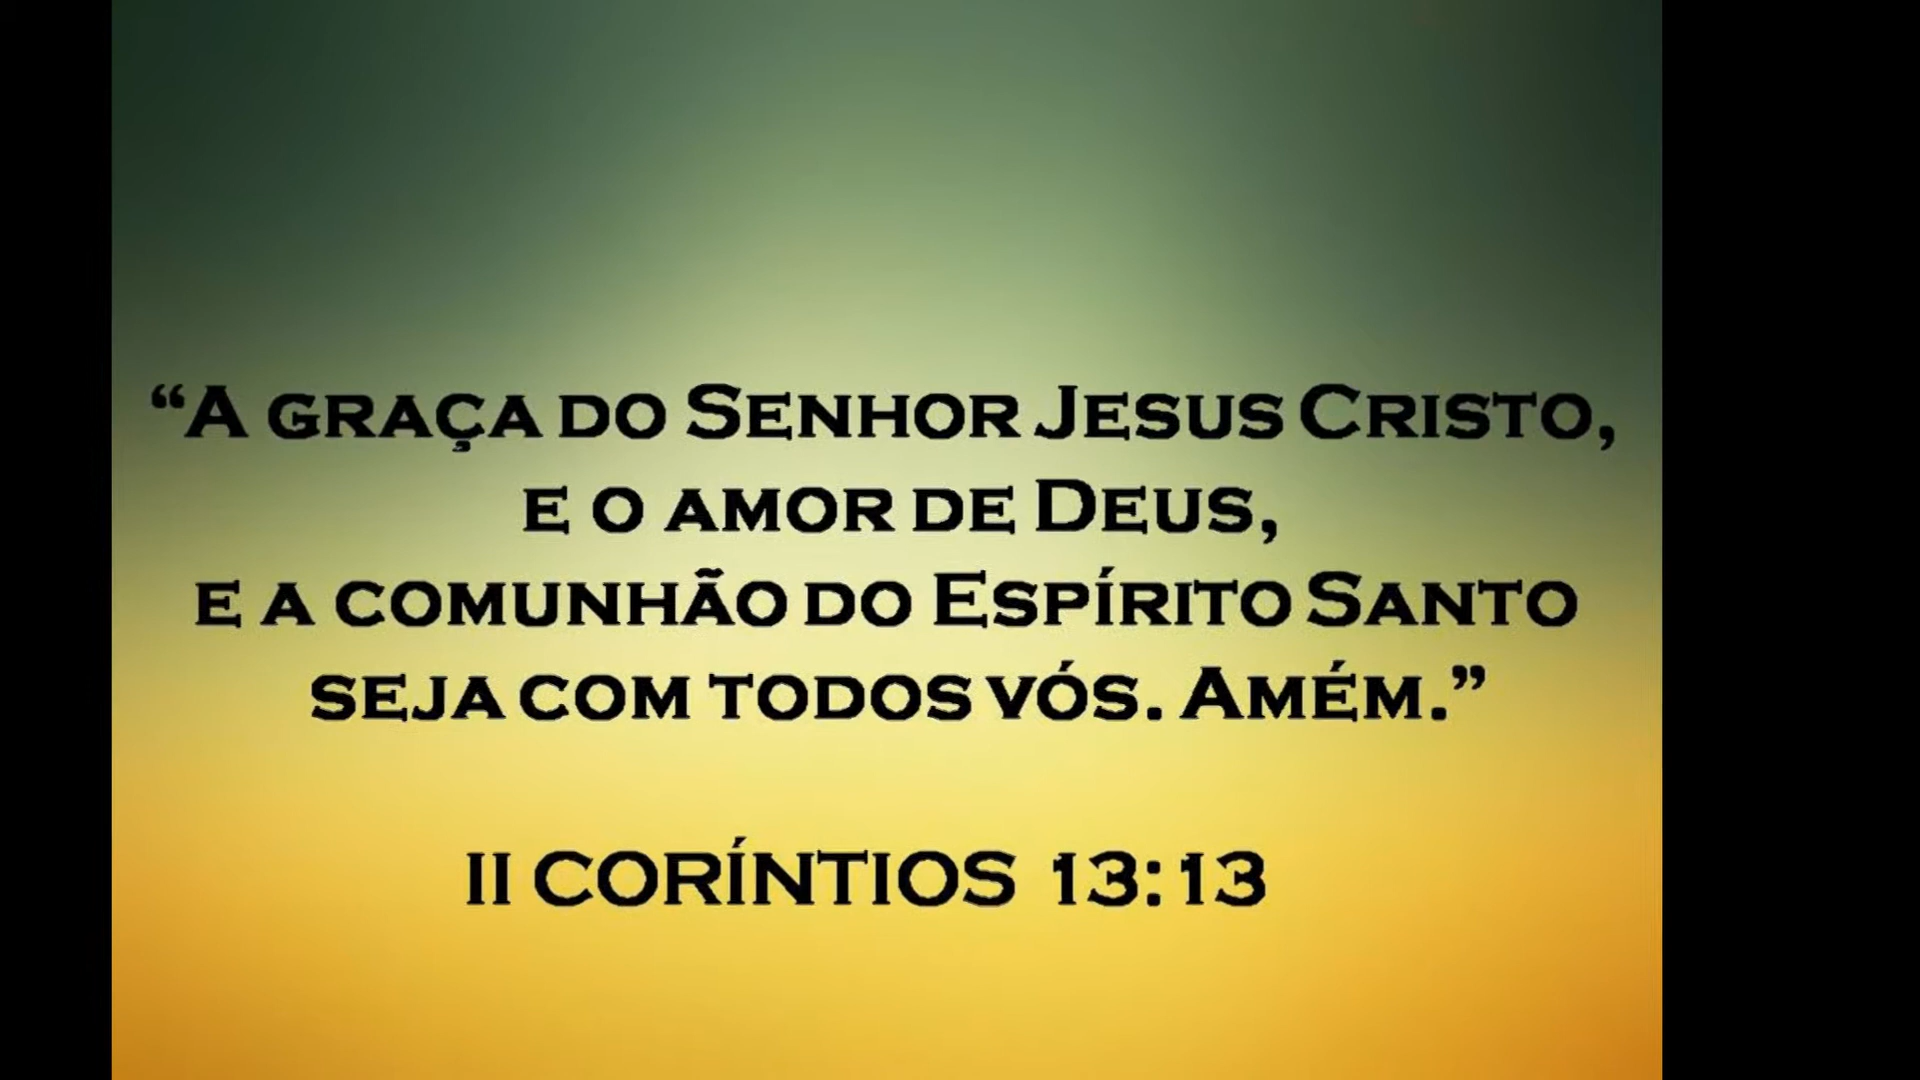 “A graça do Senhor Jesus Cristo,
e o amor de Deus,
e a comunhão do Espírito Santo
seja com todos vós. Amém.”
II CORÍNTIOS 13:13